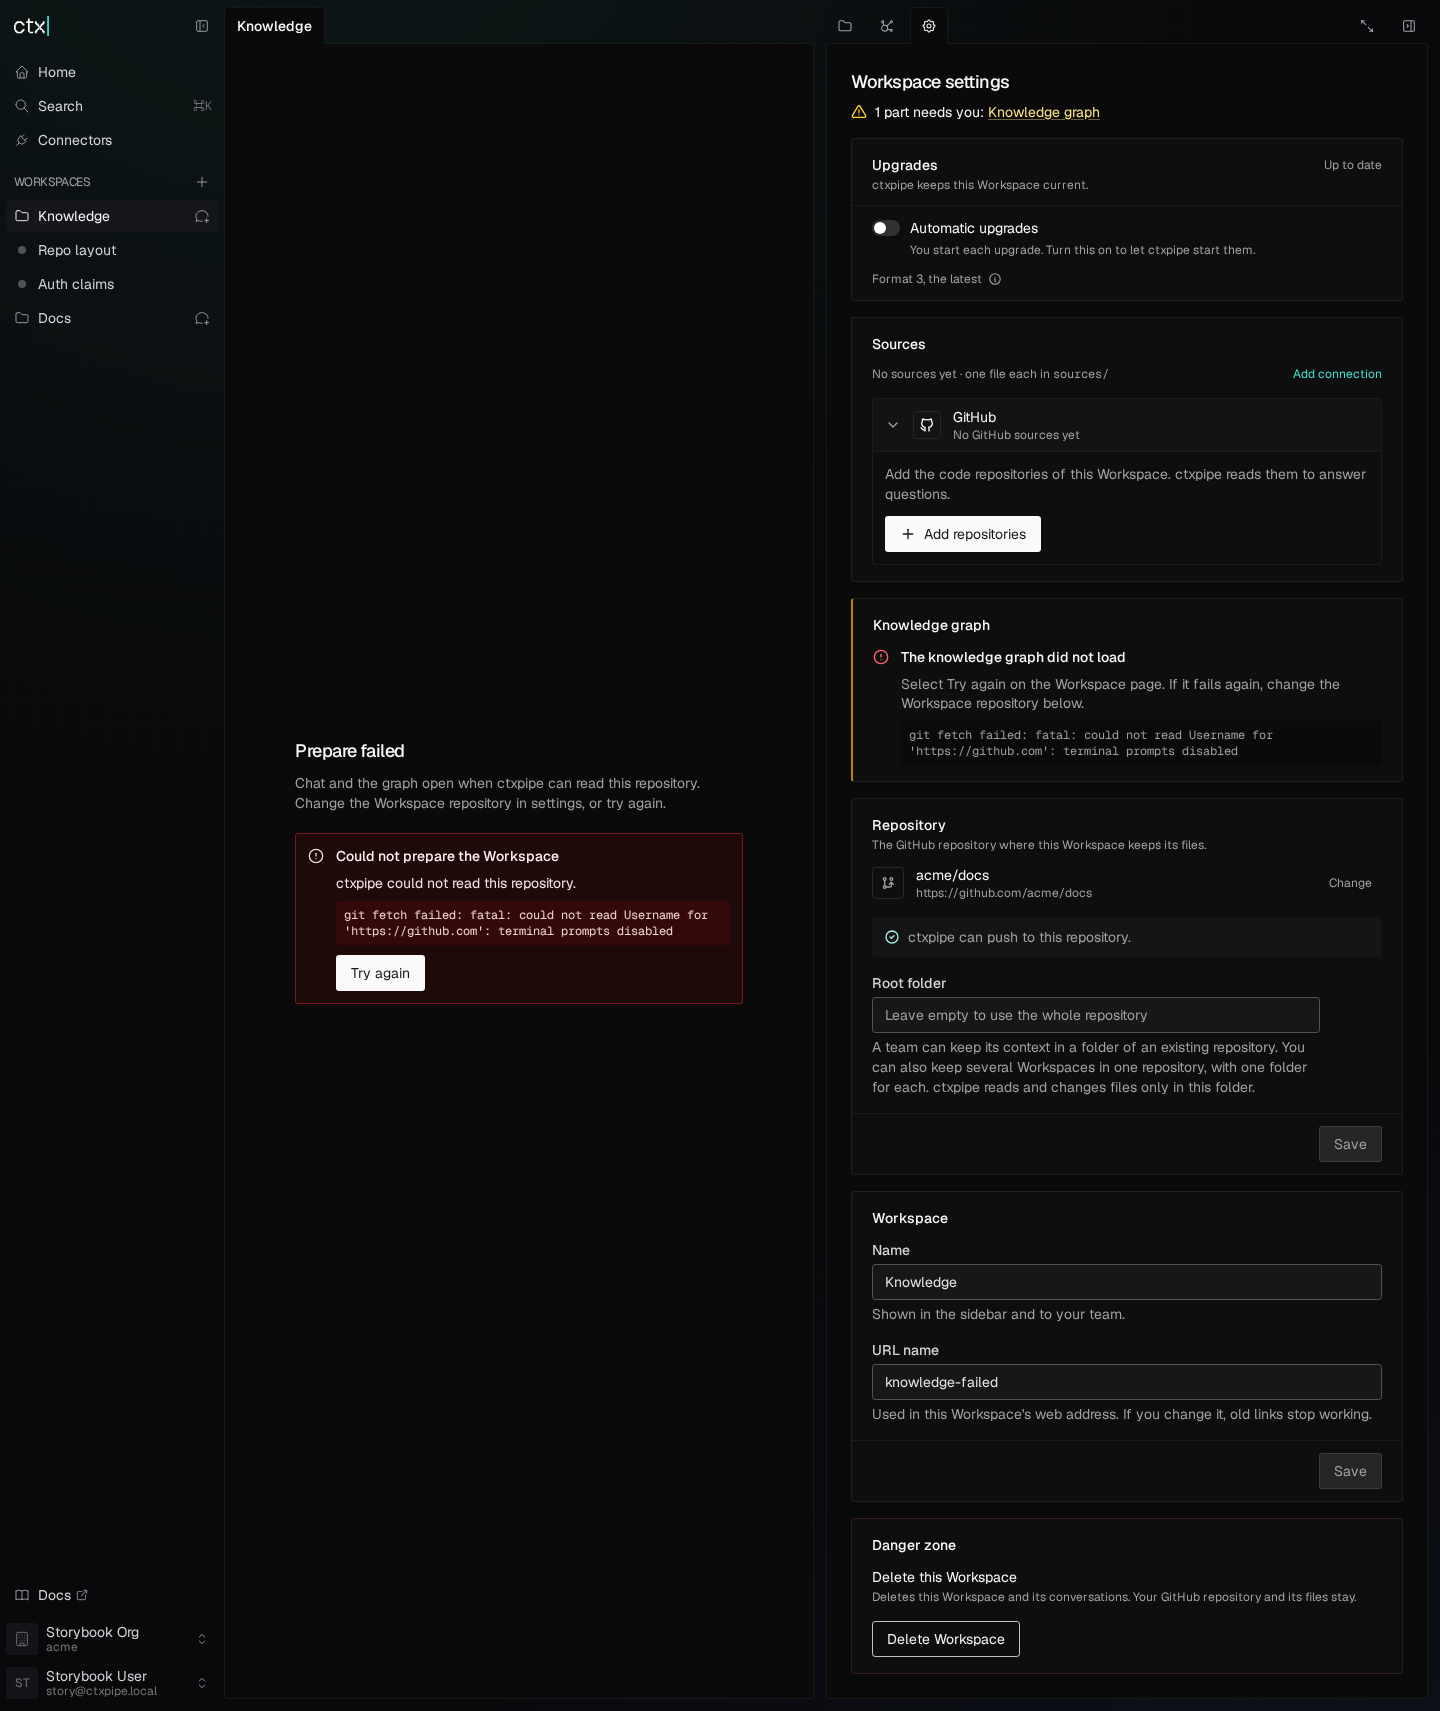 ctx
Home
Search
⌘K
Connectors
WORKSPACES
Knowledge
Repo layout
Auth claims
Docs
Docs
Storybook Org
acme
ST
Storybook User
story@ctxpipe.local
Knowledge
Prepare failed
Chat and the graph open when ctxpipe can read this repository.
Change the Workspace repository in settings, or try again.
Could not prepare the Workspace
ctxpipe could not read this repository.
git fetch failed: fatal: could not read Username for
'https://github.com': terminal prompts disabled
Try again
Workspace settings
1 part needs you: Knowledge graph
Upgrades
Up to date
ctxpipe keeps this Workspace current.
Automatic upgrades
You start each upgrade. Turn this on to let ctxpipe start them.
Format 3, the latest
Sources
No sources yet · one file each in sources/
Add connection
GitHub
No GitHub sources yet
Add the code repositories of this Workspace. ctxpipe reads them to answer
questions.
Add repositories
Knowledge graph
The knowledge graph did not load
Select Try again on the Workspace page. If it fails again, change the
Workspace repository below.
git fetch failed: fatal: could not read Username for
'https://github.com': terminal prompts disabled
Repository
The GitHub repository where this Workspace keeps its files.
acme/docs
https://github.com/acme/docs
Change
ctxpipe can push to this repository.
Root folder
Leave empty to use the whole repository
A team can keep its context in a folder of an existing repository. You
can also keep several Workspaces in one repository, with one folder
for each. ctxpipe reads and changes files only in this folder.
Save
Workspace
Name
Knowledge
Shown in the sidebar and to your team.
URL name
knowledge-failed
Used in this Workspace's web address. If you change it, old links stop working.
Save
Danger zone
Delete this Workspace
Deletes this Workspace and its conversations. Your GitHub repository and its files stay.
Delete Workspace